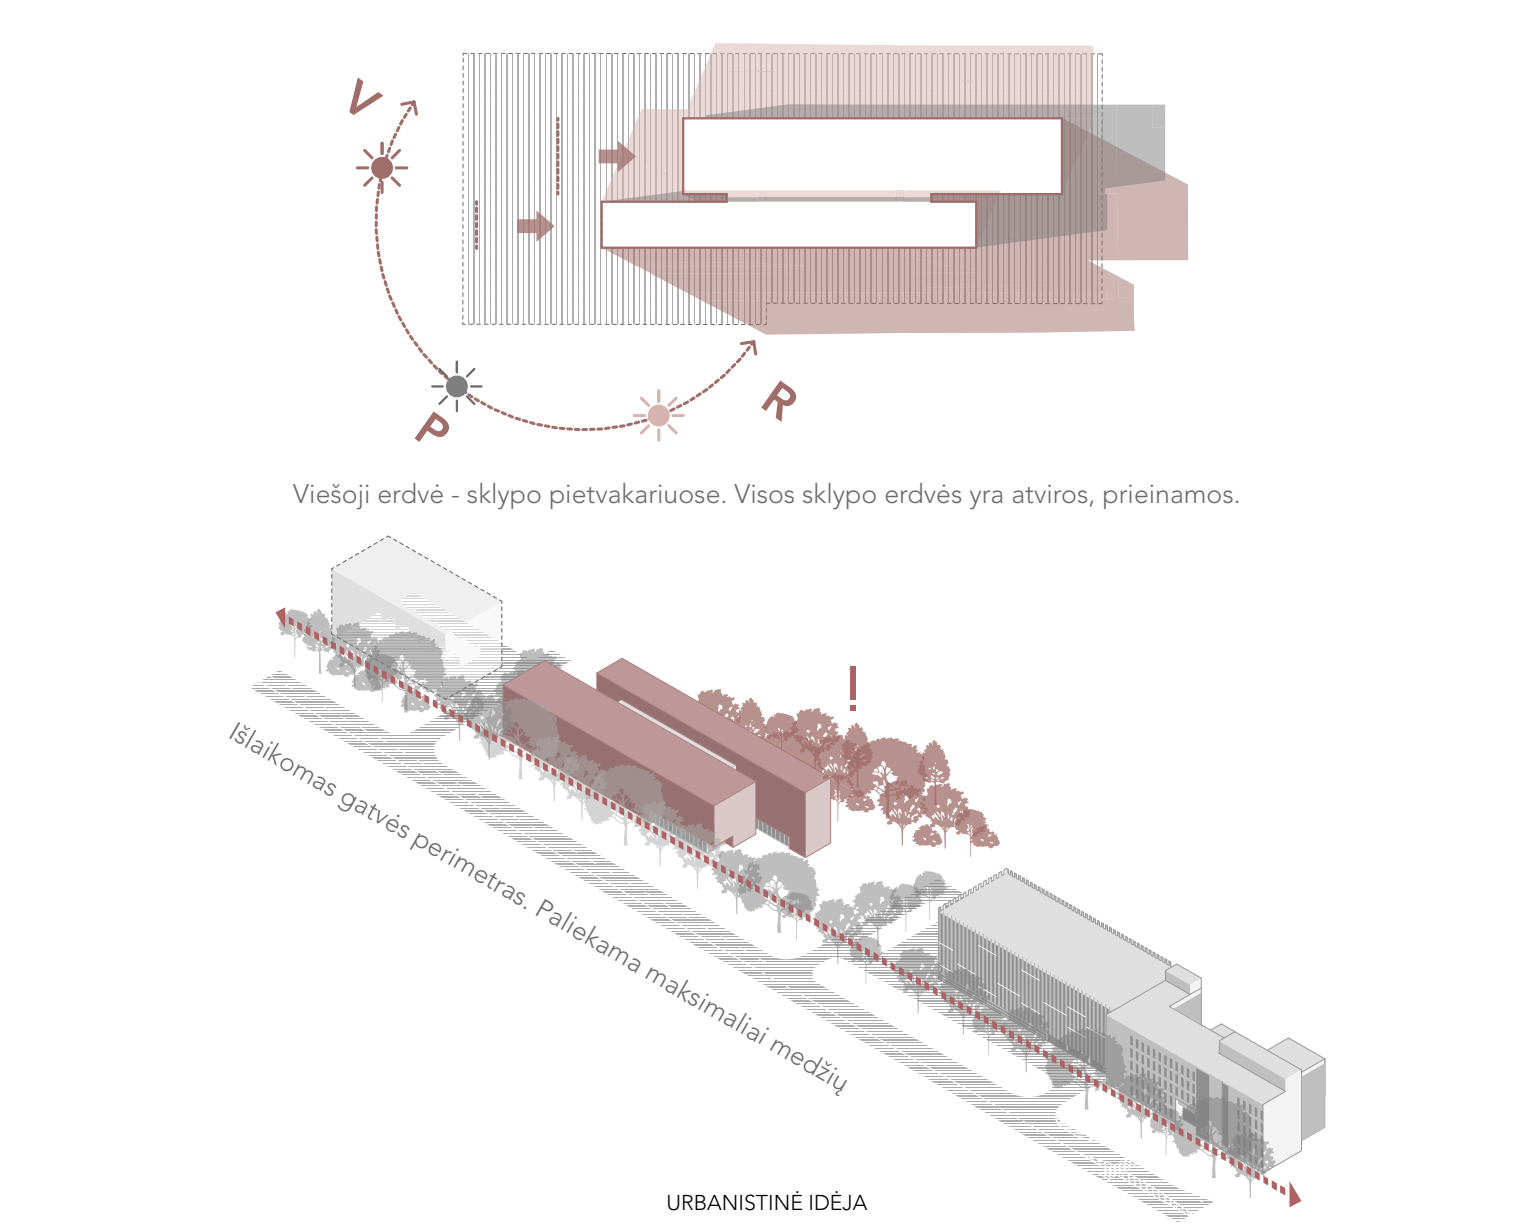 V
P
R
Viešoji erdvė - sklypo pietvakariuose. Visos sklypo erdvės yra atviros, prieinamos.
!
Išlaikomas gatvės perimetras. Paliekama maksimaliai medžių
URBANISTINĖ IDĖJA